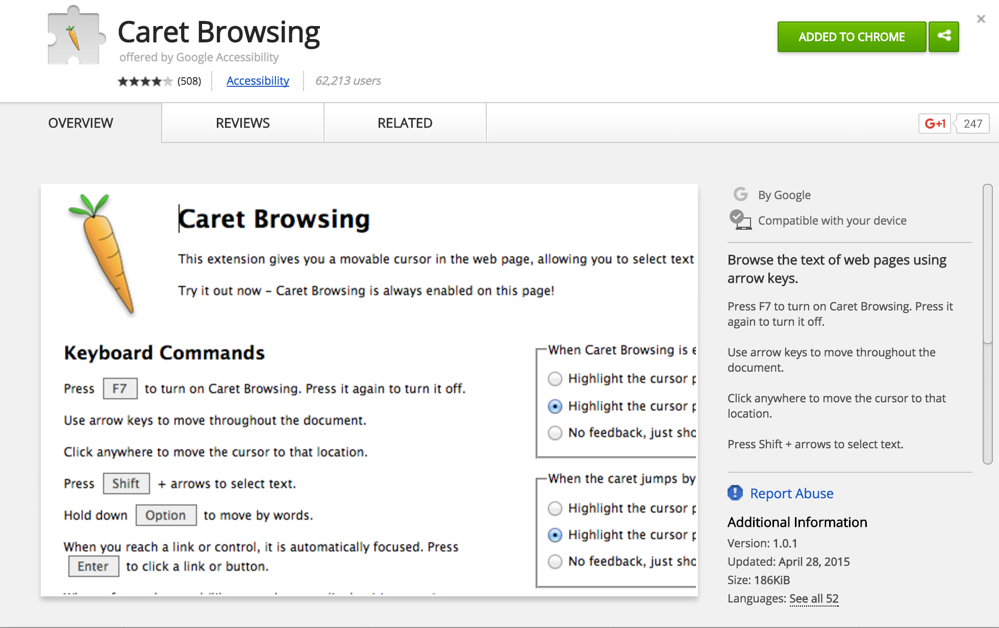 Caret Browsing
offered by Google Accessibility
(508)
Accessibility
62,213 users
ADDED TO CHROME
OVERVIEW
REVIEWS
RELATED
G+1
247
Caret Browsing
This extension gives you a movable cursor in the web page, allowing you to select text
Try it out now – Caret Browsing is always enabled on this page!
Keyboard Commands
Press F7 to turn on Caret Browsing. Press it again to turn it off.
Use arrow keys to move throughout the document.
Click anywhere to move the cursor to that location.
Press Shift + arrows to select text.
Hold down Option to move by words.
When you reach a link or control, it is automatically focused. Press
Enter to click a link or button.
When Caret Browsing is
Highlight the cursor
Highlight the cursor
No feedback, just
When the caret jumps by
Highlight the cursor
Highlight the cursor
No feedback, just
G By Google
Compatible with your device
Browse the text of web pages using
arrow keys.
Press F7 to turn on Caret Browsing. Press it
again to turn it off.
Use arrow keys to move throughout the
document.
Click anywhere to move the cursor to that
location.
Press Shift + arrows to select text.
Report Abuse
Additional Information
Version: 1.0.1
Updated: April 28, 2015
Size: 186KiB
Languages: See all 52